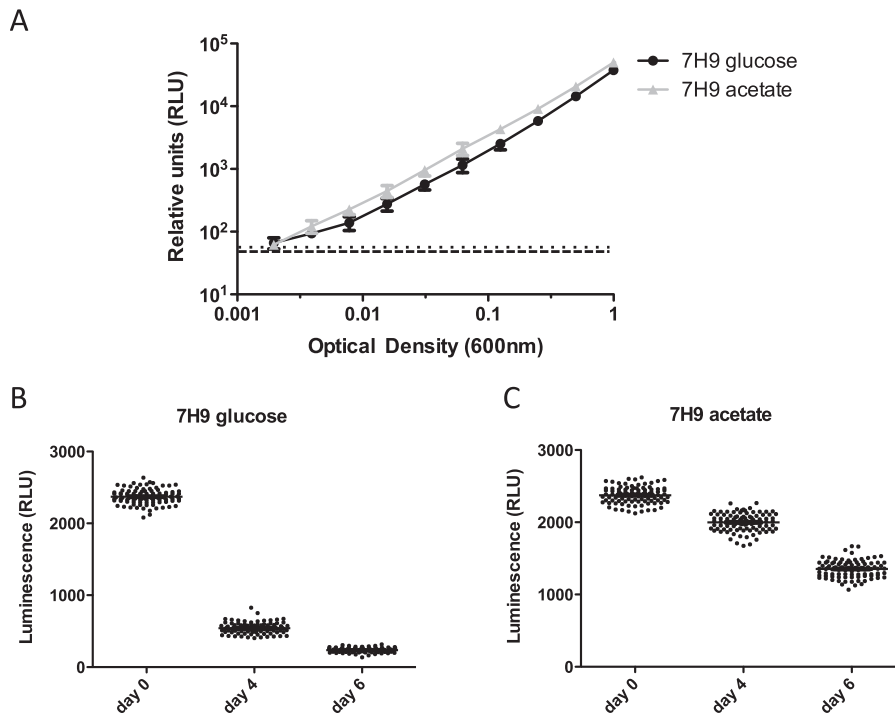 A
10^5
10^4
10^3
10^2
10^1
Relative units (RLU)
0.001
0.01
0.1
1
Optical Density (600nm)
7H9 glucose
7H9 acetate
B
7H9 glucose
3000
2000
1000
0
Luminescence (RLU)
day 0
day 4
day 6
C
7H9 acetate
3000
2000
1000
0
Luminescence (RLU)
day 0
day 4
day 6